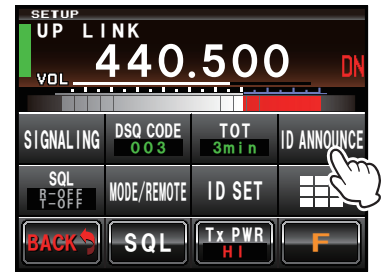 SETUP
UP LINK
VOL 440.500 DN
SIGNALING DSQ CODE 003 TOT 3min ID ANNOUNCE
SQL R-OFF T-OFF MODE/REMOTE ID SET
BACK SQL Tx PWR HI F